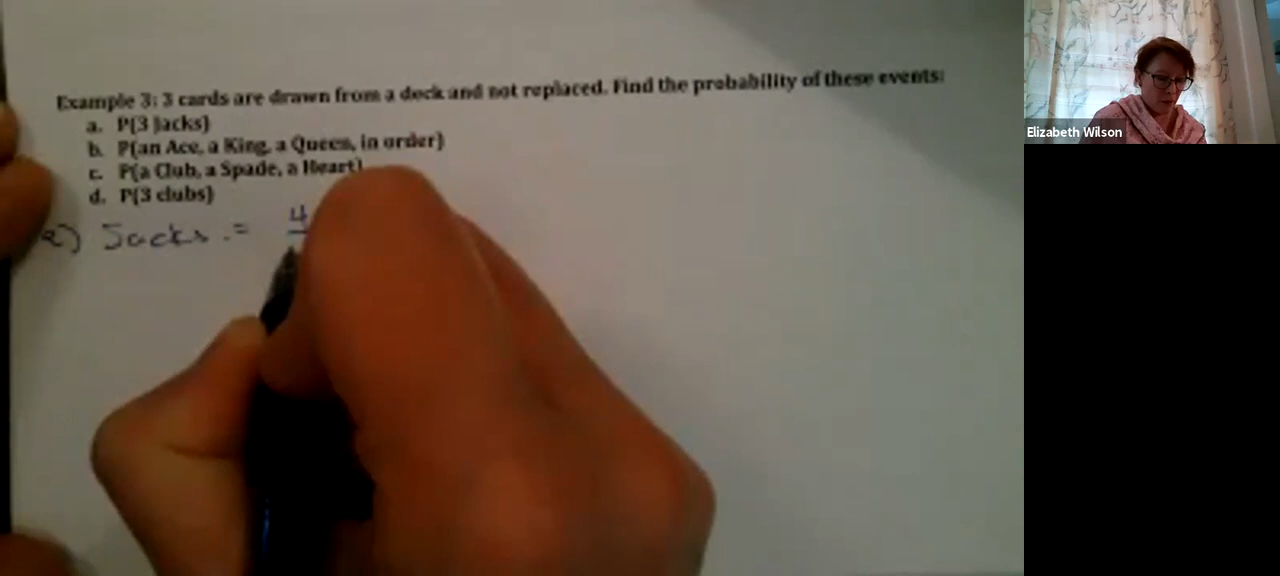 Example 3: 3 cards are drawn from a deck and not replaced. Find the probability of these events:
a. P(3 Jacks)
b. P(an Ace, a King, a Queen, in order)
c. P(a Club, a Spade, a Heart)
d. P(3 clubs)
a) Jacks = 4
Elizabeth Wilson